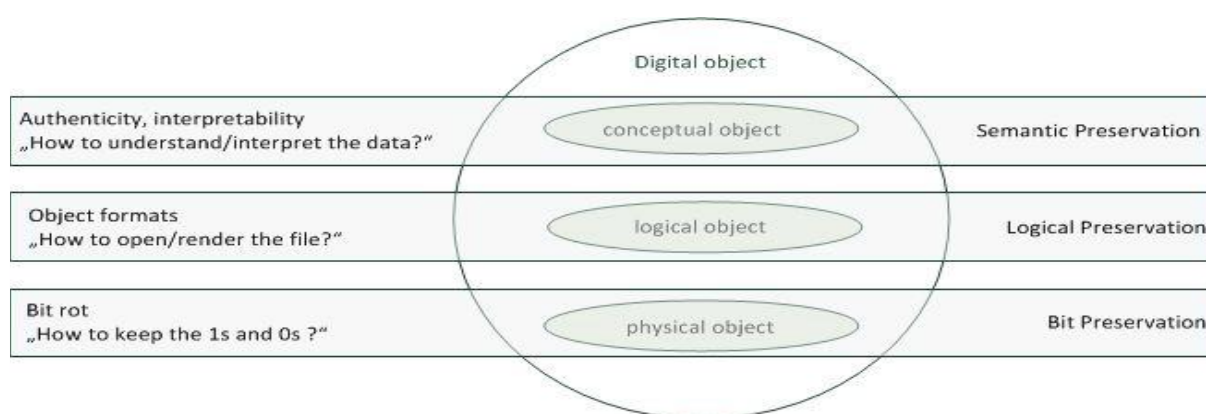 Digital object
Authenticity, interpretability
„How to understand/interpret the data?“
conceptual object
Semantic Preservation
Object formats
„How to open/render the file?“
logical object
Logical Preservation
Bit rot
„How to keep the 1s and 0s ?“
physical object
Bit Preservation